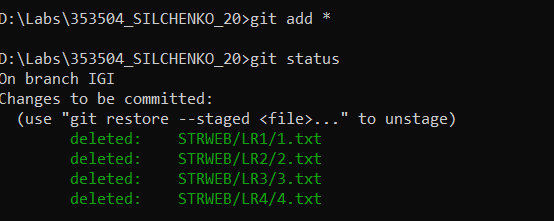 D:\Labs\353504_SILCHENKO_20>git add *
D:\Labs\353504_SILCHENKO_20>git status
On branch IGI
Changes to be committed:
  (use "git restore --staged <file>..." to unstage)
        deleted:    STRWEB/LR1/1.txt
        deleted:    STRWEB/LR2/2.txt
        deleted:    STRWEB/LR3/3.txt
        deleted:    STRWEB/LR4/4.txt